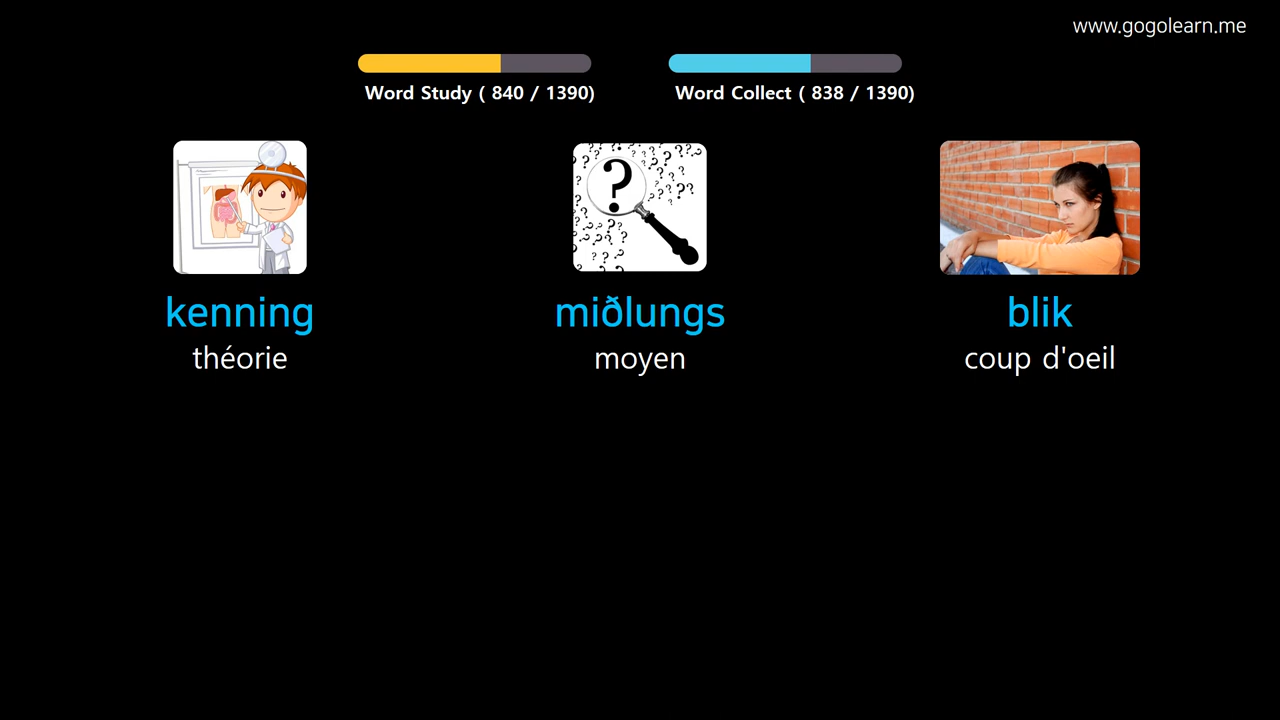 www.gogolearn.me
Word Study ( 840 / 1390)
Word Collect ( 838 / 1390)
kenning
théorie
miðlungs
moyen
blik
coup d'oeil